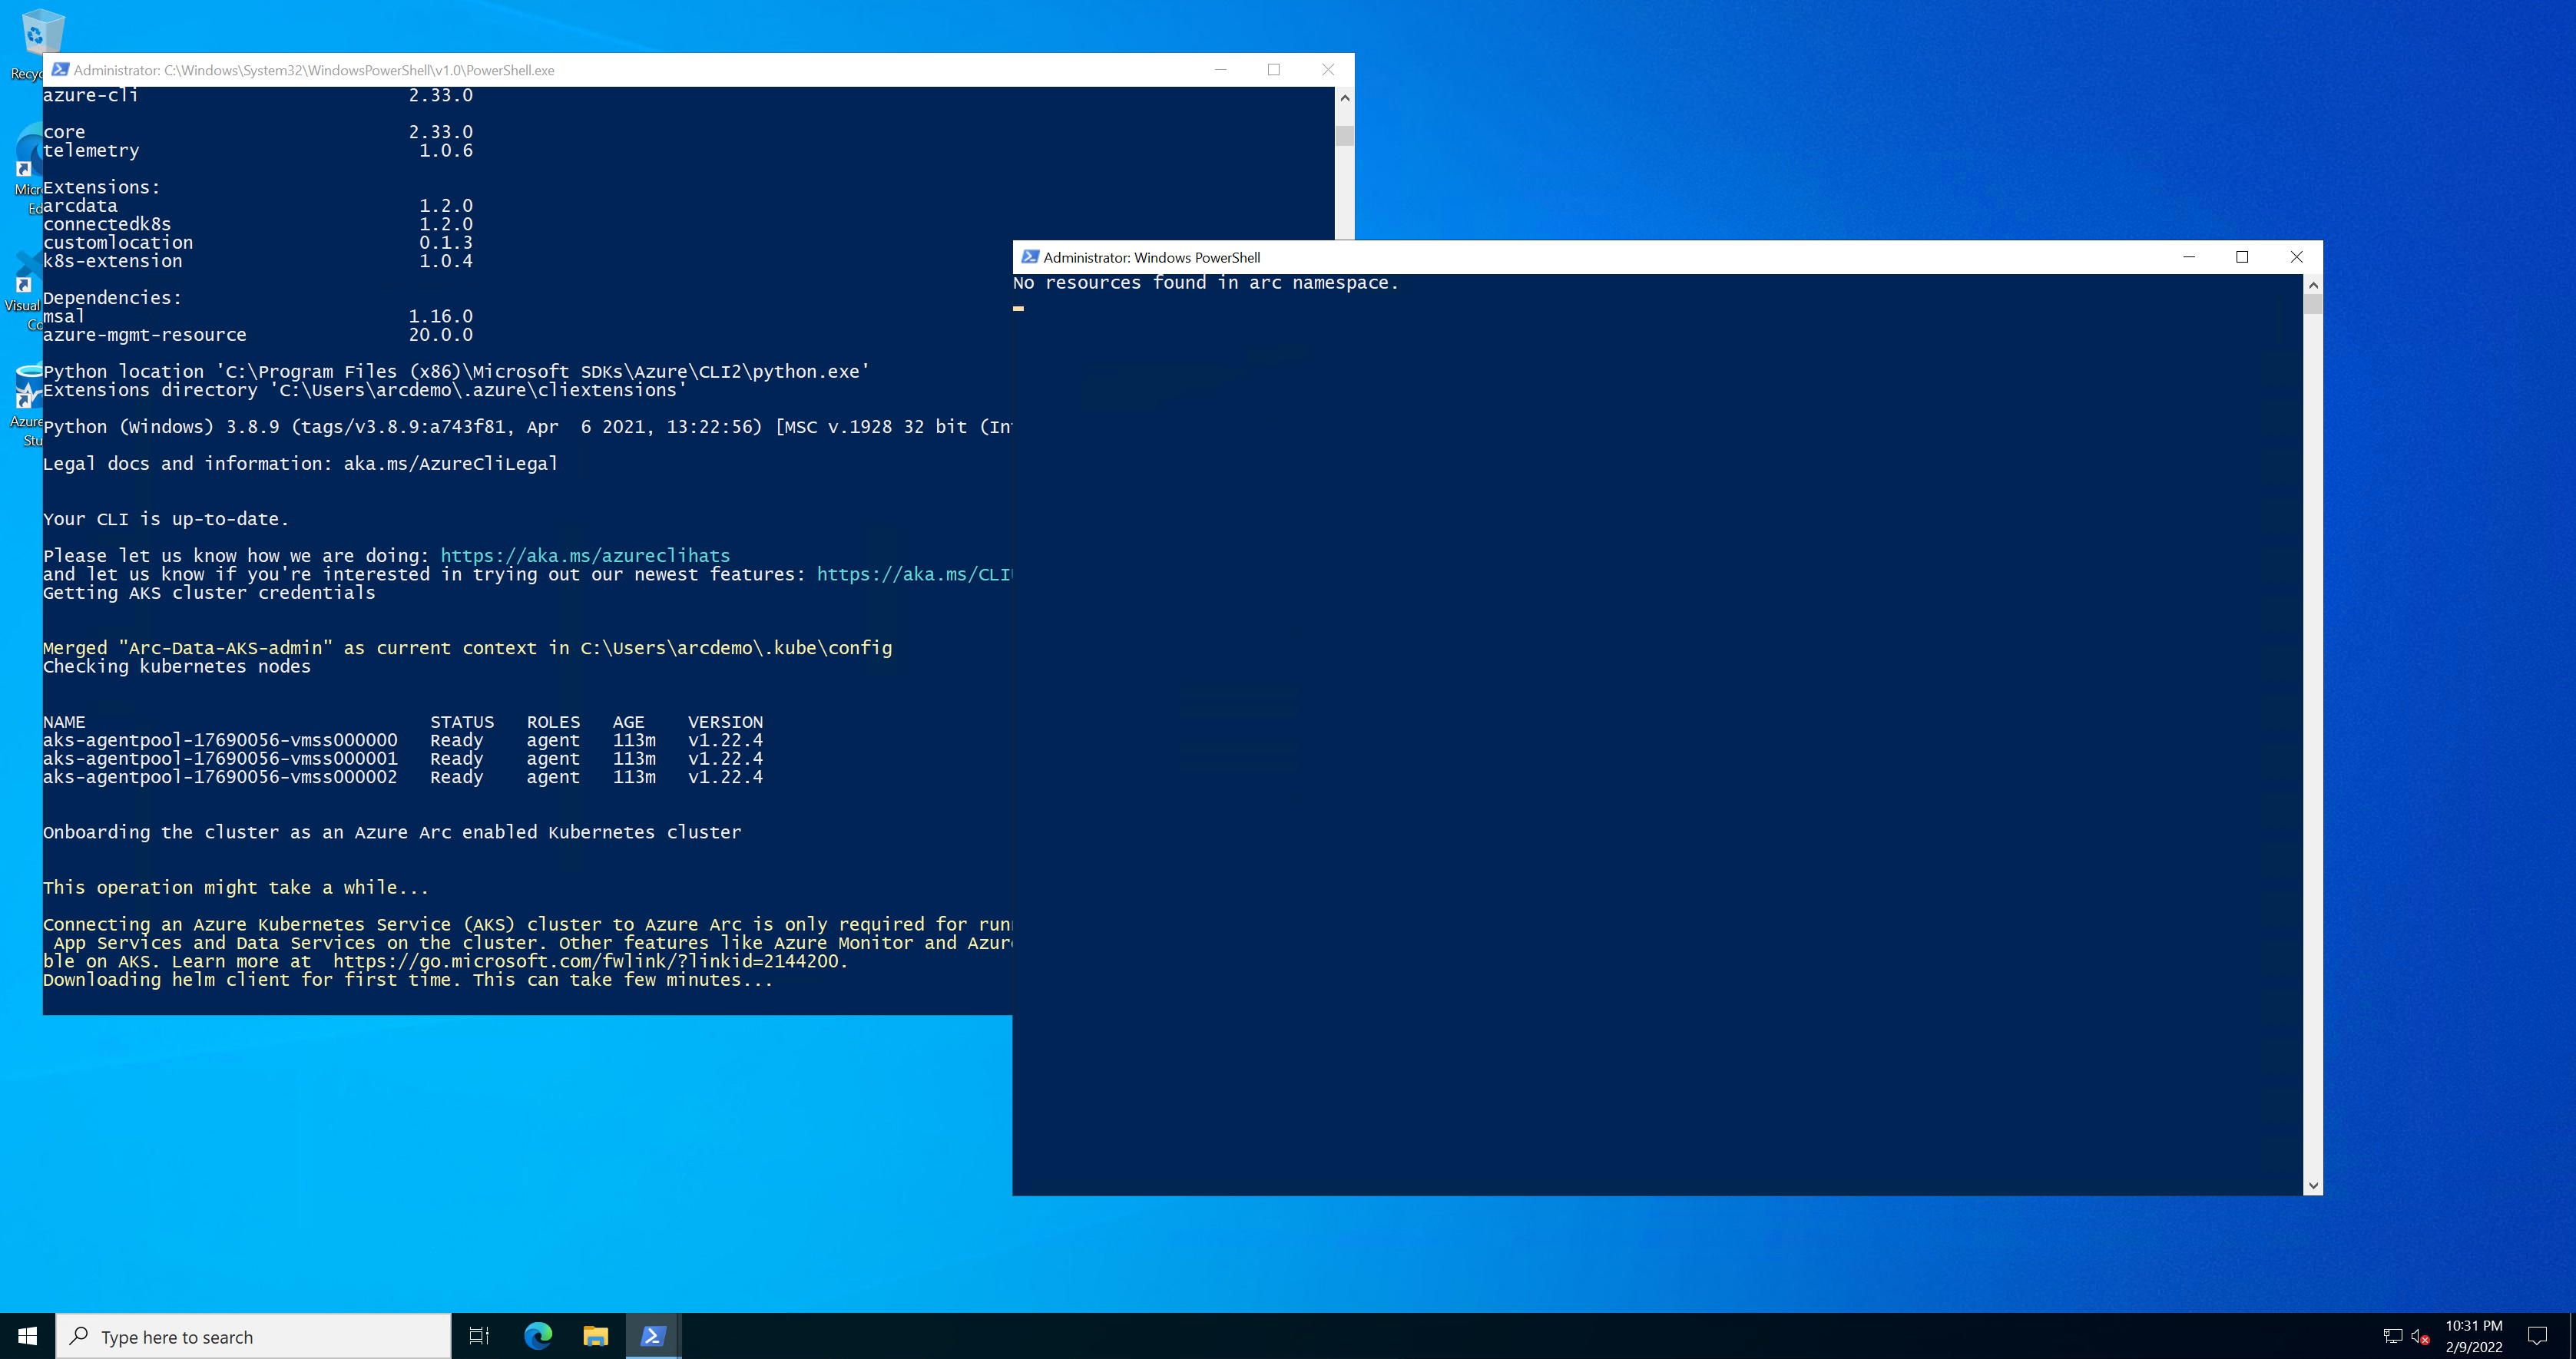 Recyc
Micr
Ed
Visual
Co
Azure
Stu
Administrator: C:\Windows\System32\WindowsPowerShell\v1.0\PowerShell.exe
azure-cli 2.33.0
core 2.33.0
telemetry 1.0.6
Extensions:
arcdata 1.2.0
connectedk8s 1.2.0
customlocation 0.1.3
k8s-extension 1.0.4
Dependencies:
msal 1.16.0
azure-mgmt-resource 20.0.0
Python location 'C:\Program Files (x86)\Microsoft SDKs\Azure\CLI2\python.exe'
Extensions directory 'C:\Users\arcdemo\.azure\cliextensions'
Python (Windows) 3.8.9 (tags/v3.8.9:a743f81, Apr  6 2021, 13:22:56) [MSC v.1928 32 bit (In
Legal docs and information: aka.ms/AzureCliLegal
Your CLI is up-to-date.
Please let us know how we are doing: https://aka.ms/azureclihats
and let us know if you're interested in trying out our newest features: https://aka.ms/CLI
Getting AKS cluster credentials
Merged "Arc-Data-AKS-admin" as current context in C:\Users\arcdemo\.kube\config
Checking kubernetes nodes
NAME STATUS ROLES AGE VERSION
aks-agentpool-17690056-vmss000000 Ready agent 113m v1.22.4
aks-agentpool-17690056-vmss000001 Ready agent 113m v1.22.4
aks-agentpool-17690056-vmss000002 Ready agent 113m v1.22.4
Onboarding the cluster as an Azure Arc enabled Kubernetes cluster
This operation might take a while...
Connecting an Azure Kubernetes Service (AKS) cluster to Azure Arc is only required for run
App Services and Data Services on the cluster. Other features like Azure Monitor and Azur
ble on AKS. Learn more at  https://go.microsoft.com/fwlink/?linkid=2144200.
Downloading helm client for first time. This can take few minutes...
Administrator: Windows PowerShell
No resources found in arc namespace.
Type here to search
10:31 PM
2/9/2022